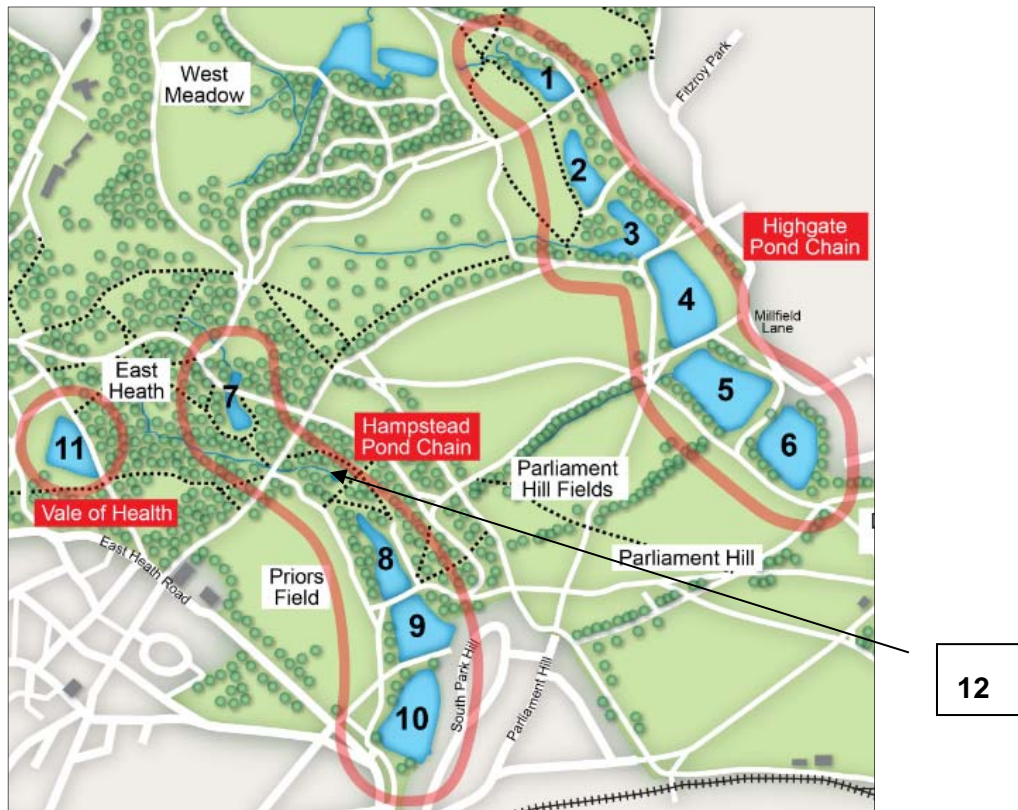 West
Meadow
1
Fitzroy Park
2
3
Highgate
Pond Chain
4
Millfield
Lane
East
Heath
7
5
6
11
Hampstead
Pond Chain
Vale of Health
Parliament
Hill Fields
East Heath Road
Priors
Field
8
Parliament Hill
9
South Park Hill
Parliament Hill
12
10